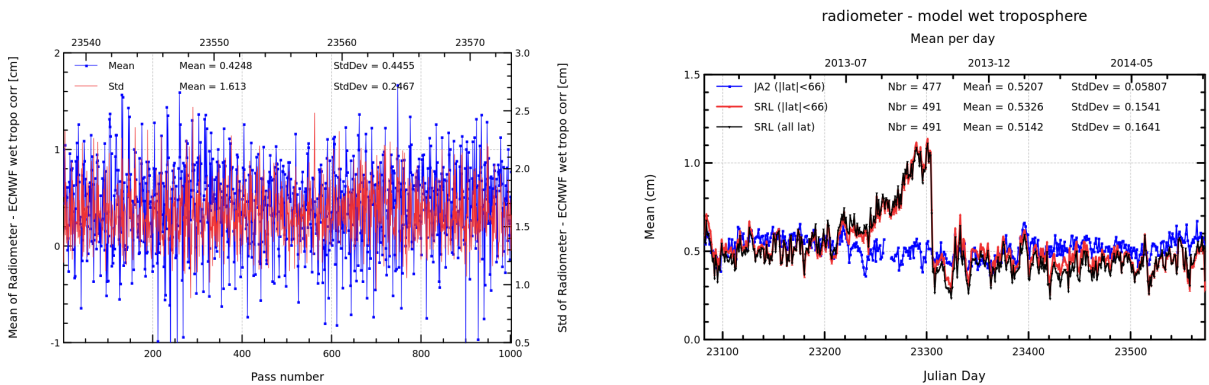 23540 23550 23560 23570
Mean Mean = 0.4248 StdDev = 0.4455
Std Mean = 1.613 StdDev = 0.2467
2
1
0
-1
3.0
2.5
2.0
1.5
1.0
0.5
200 400 600 800 1000
Pass number
Mean of Radiometer - ECMWF wet tropo corr [cm]
Std of Radiometer - ECMWF wet tropo corr [cm]
radiometer - model wet troposphere
Mean per day
2013-07 2013-12 2014-05
JA2 (|lat|<66) Nbr = 477 Mean = 0.5207 StdDev = 0.05807
SRL (|lat|<66) Nbr = 491 Mean = 0.5326 StdDev = 0.1541
SRL (all lat) Nbr = 491 Mean = 0.5142 StdDev = 0.1641
1.5
1.0
0.5
0.0
Mean (cm)
23100 23200 23300 23400 23500
Julian Day